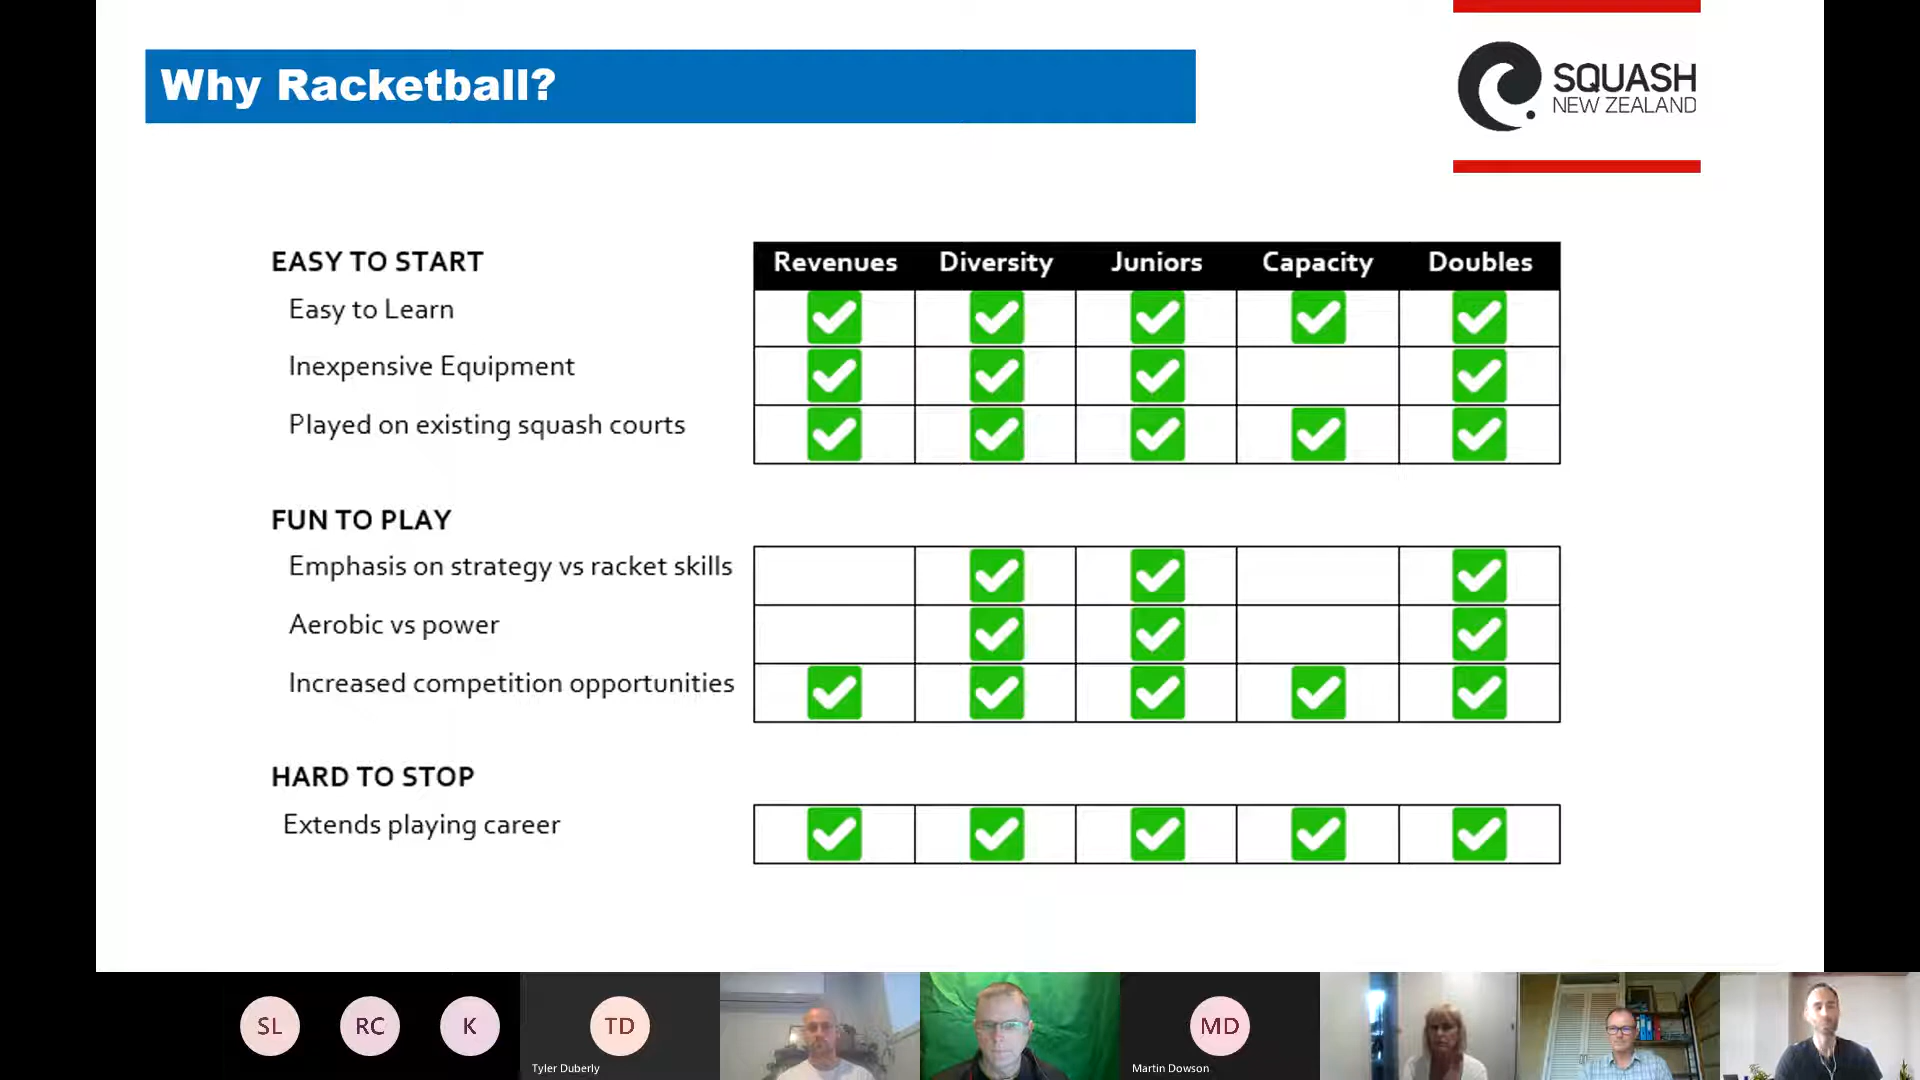 Why Racketball?
SQUASH
NEW ZEALAND
EASY TO START
Revenues Diversity Juniors Capacity Doubles
Easy to Learn
Inexpensive Equipment
Played on existing squash courts
FUN TO PLAY
Emphasis on strategy vs racket skills
Aerobic vs power
Increased competition opportunities
HARD TO STOP
Extends playing career
SL RC K TD MD
Tyler Duberly Martin Dowson